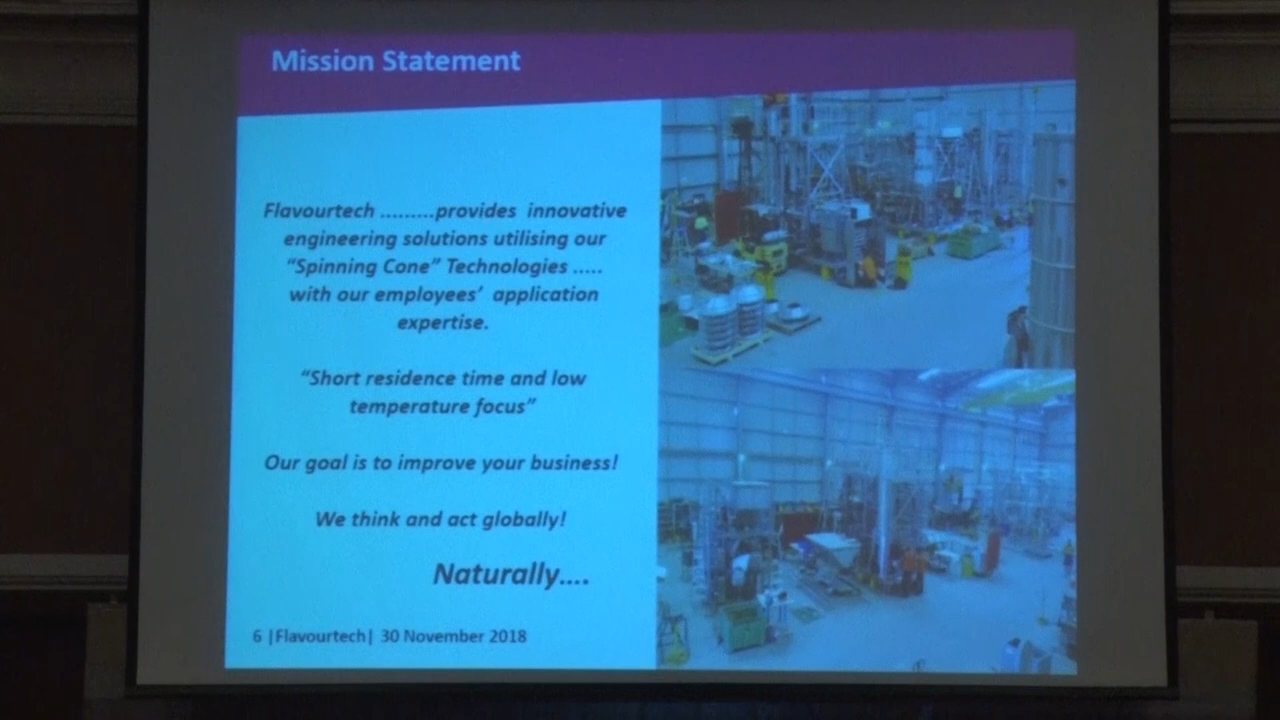 Mission Statement
Flavourtech .........provides innovative
engineering solutions utilising our
“Spinning Cone” Technologies .....
with our employees’ application
expertise.
“Short residence time and low
temperature focus”
Our goal is to improve your business!
We think and act globally!
Naturally....
6 |Flavourtech| 30 November 2018